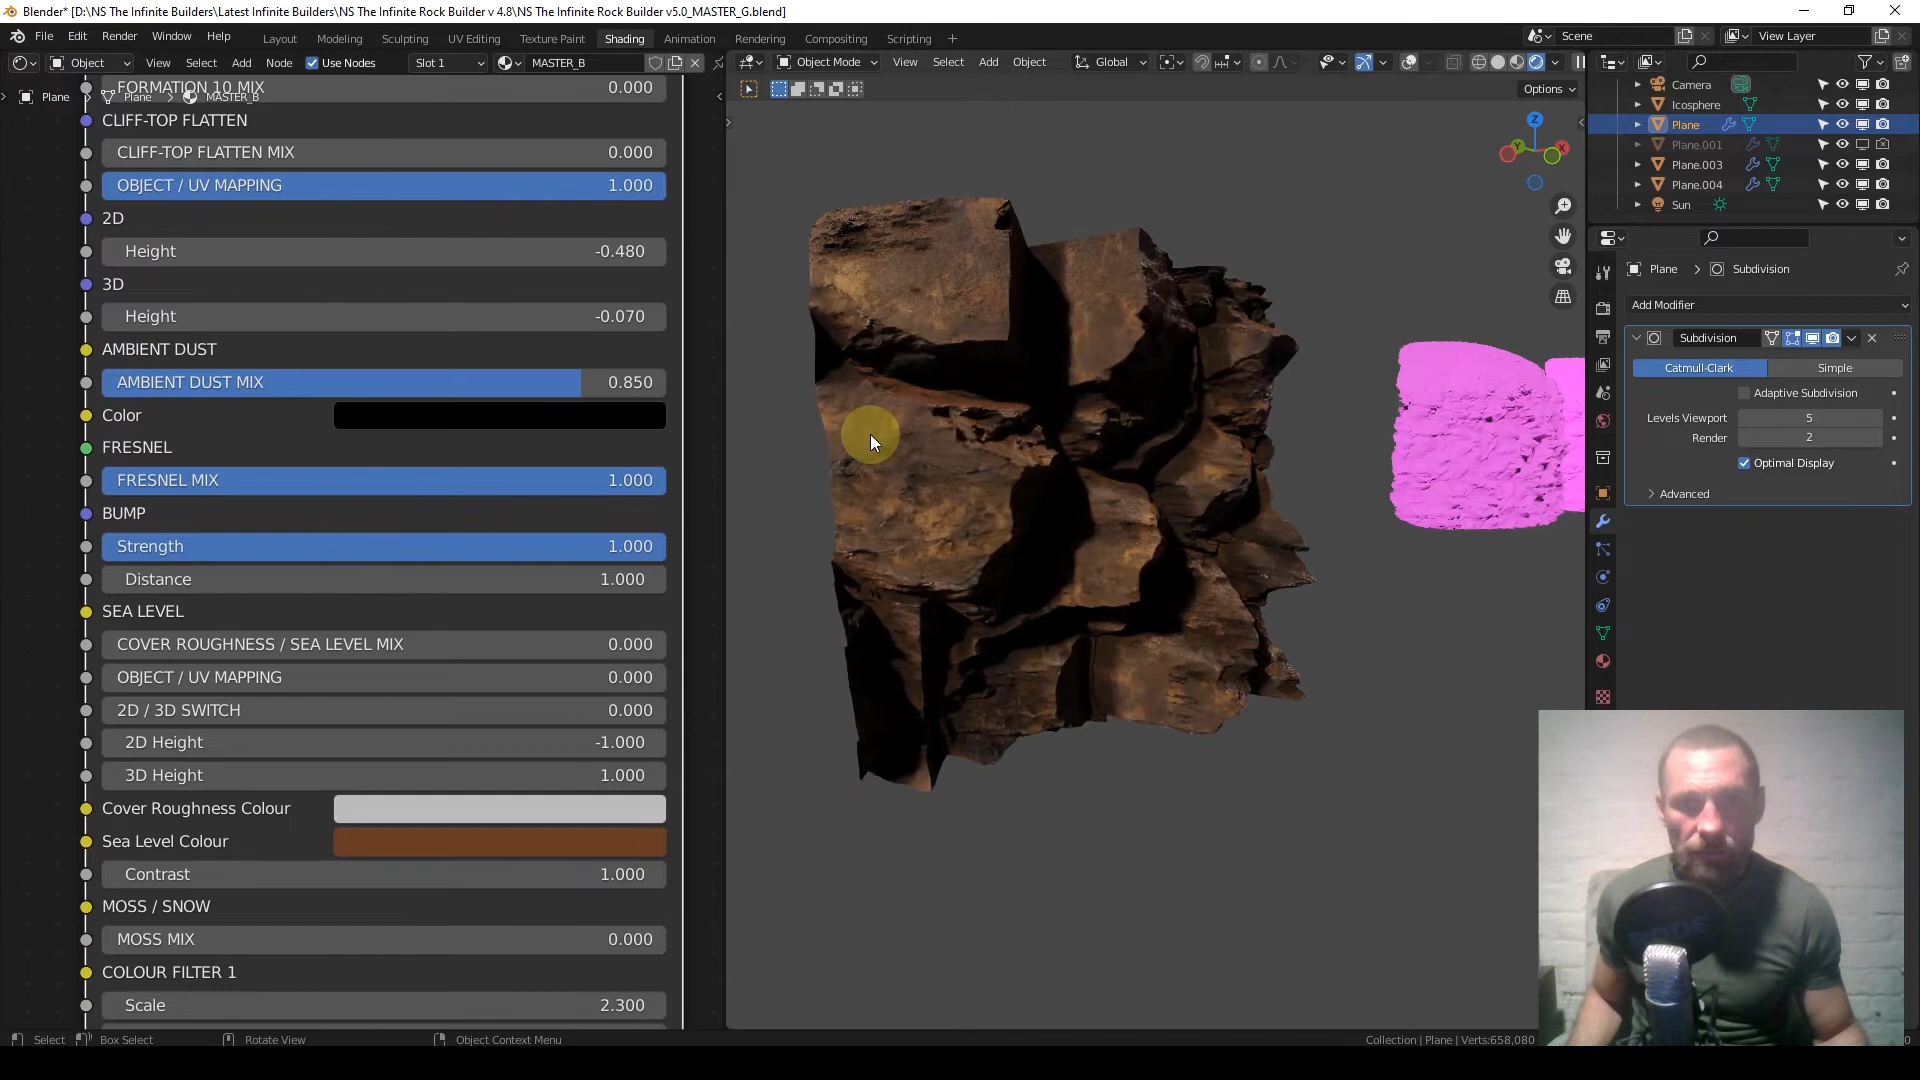 Blender* [D:\NS The Infinite Builders\Latest Infinite Builders\NS The Infinite Rock Builder v 4.8\NS The Infinite Rock Builder v5.0_MASTER_G.blend]
File Edit Render Window Help Layout Modeling Sculpting UV Editing Texture Paint Shading Animation Rendering Compositing Scripting + Scene View Layer
Object View Select Add Node Use Nodes Slot 1 MASTER_B Object Mode View Select Add Object Global
Options
FORMATION 10 MIX 0.000
Plane > Plane > MASTER_B
CLIFF-TOP FLATTEN
CLIFF-TOP FLATTEN MIX 0.000
OBJECT / UV MAPPING 1.000
2D
Height -0.480
3D
Height -0.070
AMBIENT DUST
AMBIENT DUST MIX 0.850
Color
FRESNEL
FRESNEL MIX 1.000
BUMP
Strength 1.000
Distance 1.000
SEA LEVEL
COVER ROUGHNESS / SEA LEVEL MIX 0.000
OBJECT / UV MAPPING 0.000
2D / 3D SWITCH 0.000
2D Height -1.000
3D Height 1.000
Cover Roughness Colour
Sea Level Colour
Contrast 1.000
MOSS / SNOW
MOSS MIX 0.000
COLOUR FILTER 1
Scale 2.300
Z
Y
X
Camera
Icosphere
Plane
Plane.001
Plane.003
Plane.004
Sun
Plane > Subdivision
Add Modifier
Subdivision
Catmull-Clark Simple
Adaptive Subdivision
Levels Viewport 5
Render 2
Optimal Display
Advanced
RODE
Select Box Select Rotate View Object Context Menu Collection | Plane | Verts:658,080